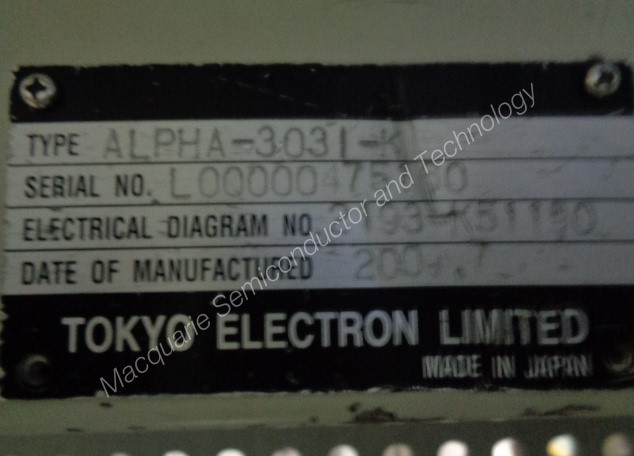 TYPE ALPHA-303I-K
SERIAL NO.
ELECTRICAL DIAGRAM NO.
DATE OF MANUFACTURED
TOKYO ELECTRON LIMITED
MADE IN JAPAN
Macquarie Semiconductor and Technology